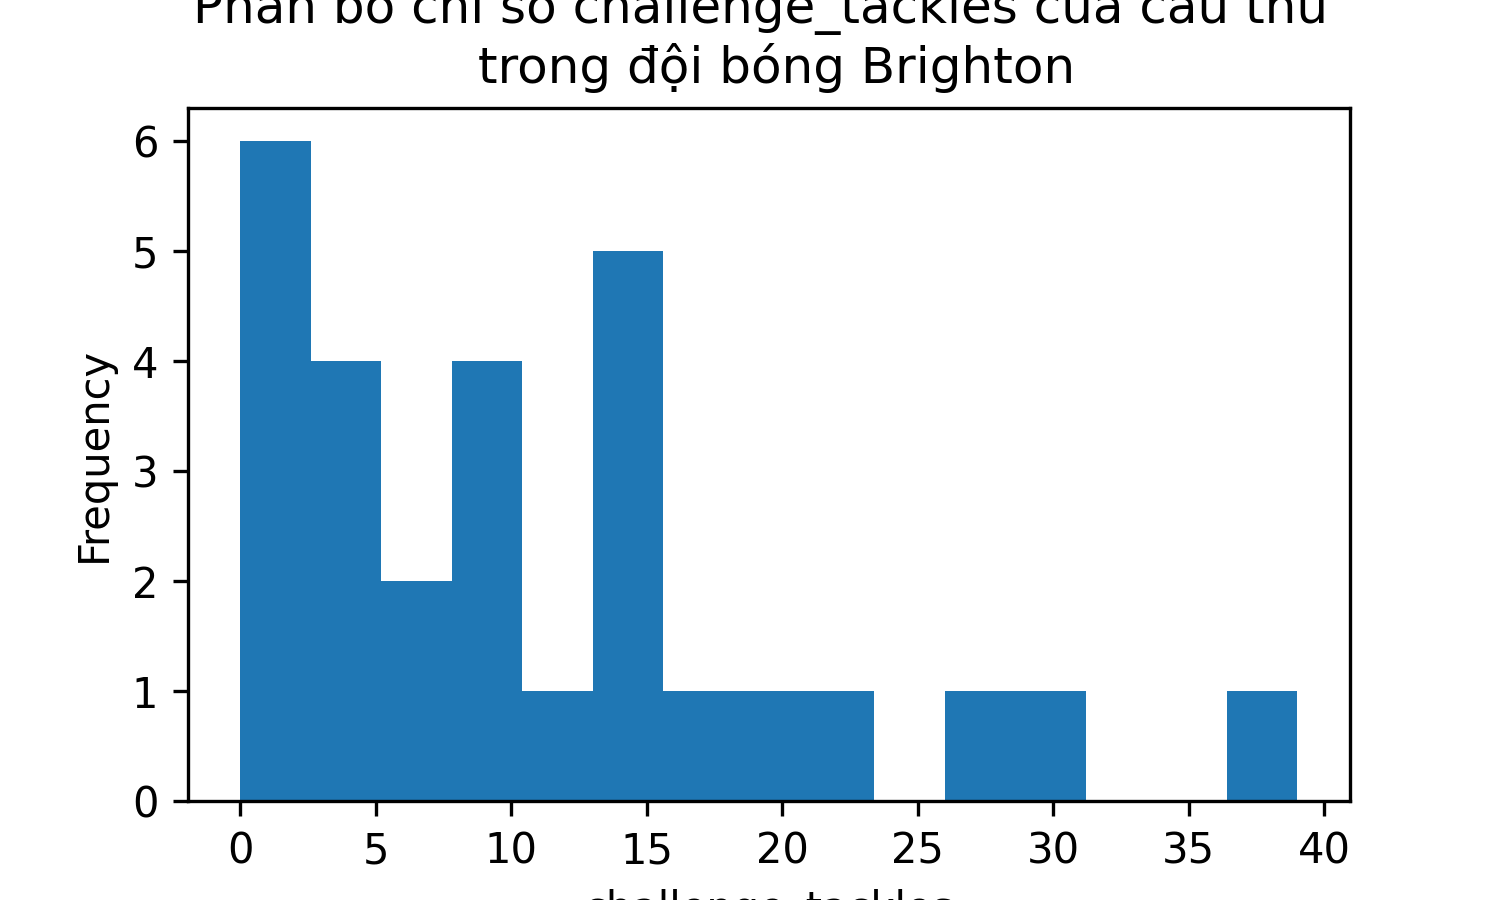 Phân bố chỉ số challenge_tackles của cầu thủ
trong đội bóng Brighton
6
5
4
3
2
1
0
Frequency
0 5 10 15 20 25 30 35 40
challenge_tackles